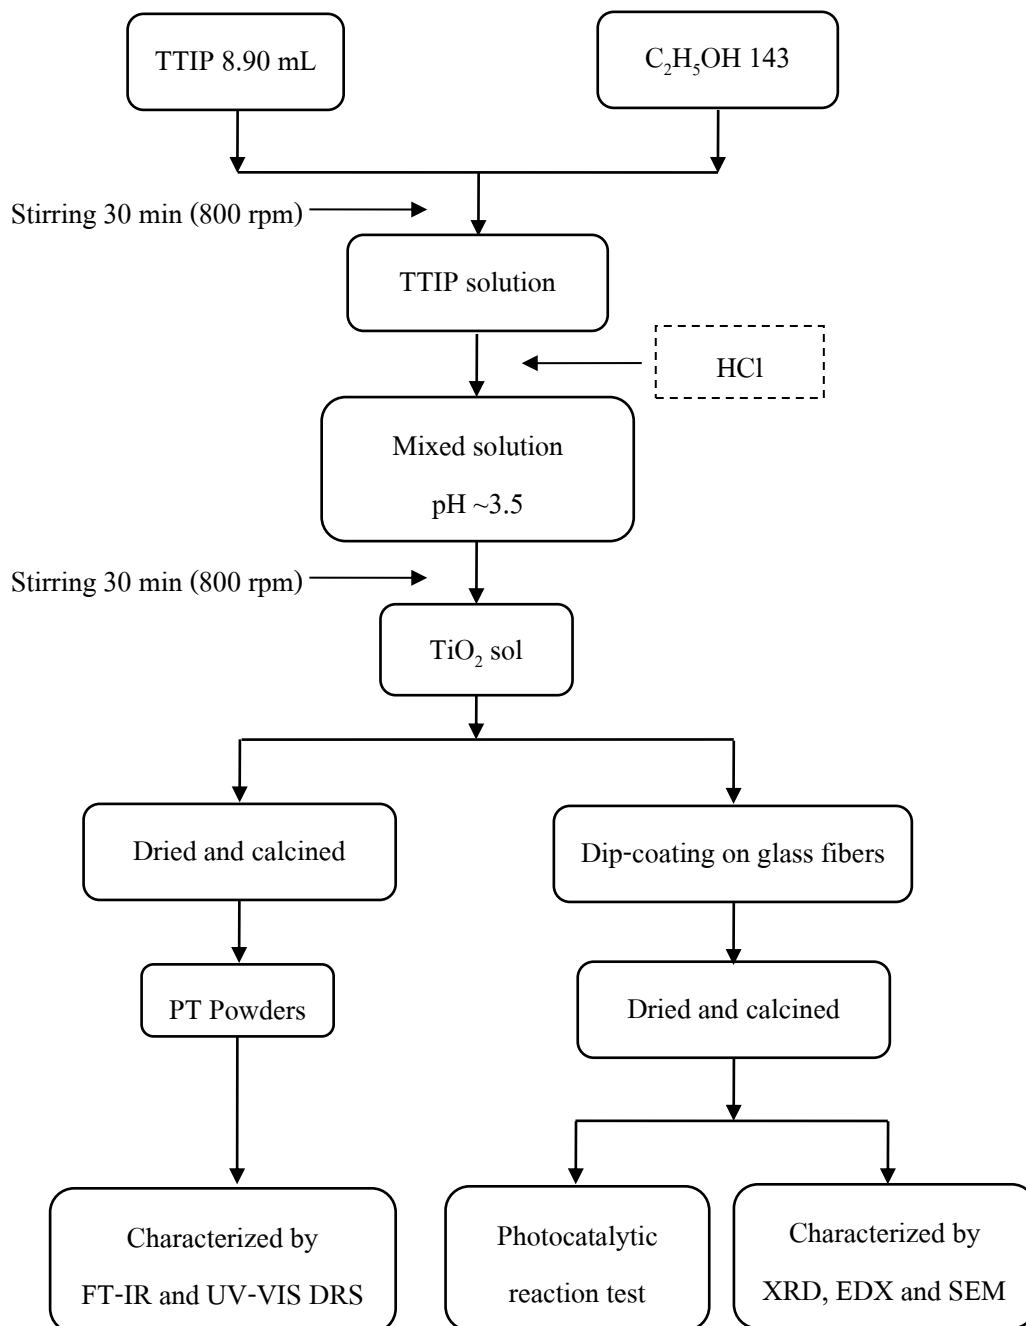 TTIP 8.90 mL
C₂H₅OH 143
Stirring 30 min (800 rpm)
TTIP solution
HCl
Mixed solution
pH ~3.5
Stirring 30 min (800 rpm)
TiO₂ sol
Dried and calcined
Dip-coating on glass fibers
PT Powders
Dried and calcined
Characterized by
FT-IR and UV-VIS DRS
Photocatalytic
reaction test
Characterized by
XRD, EDX and SEM